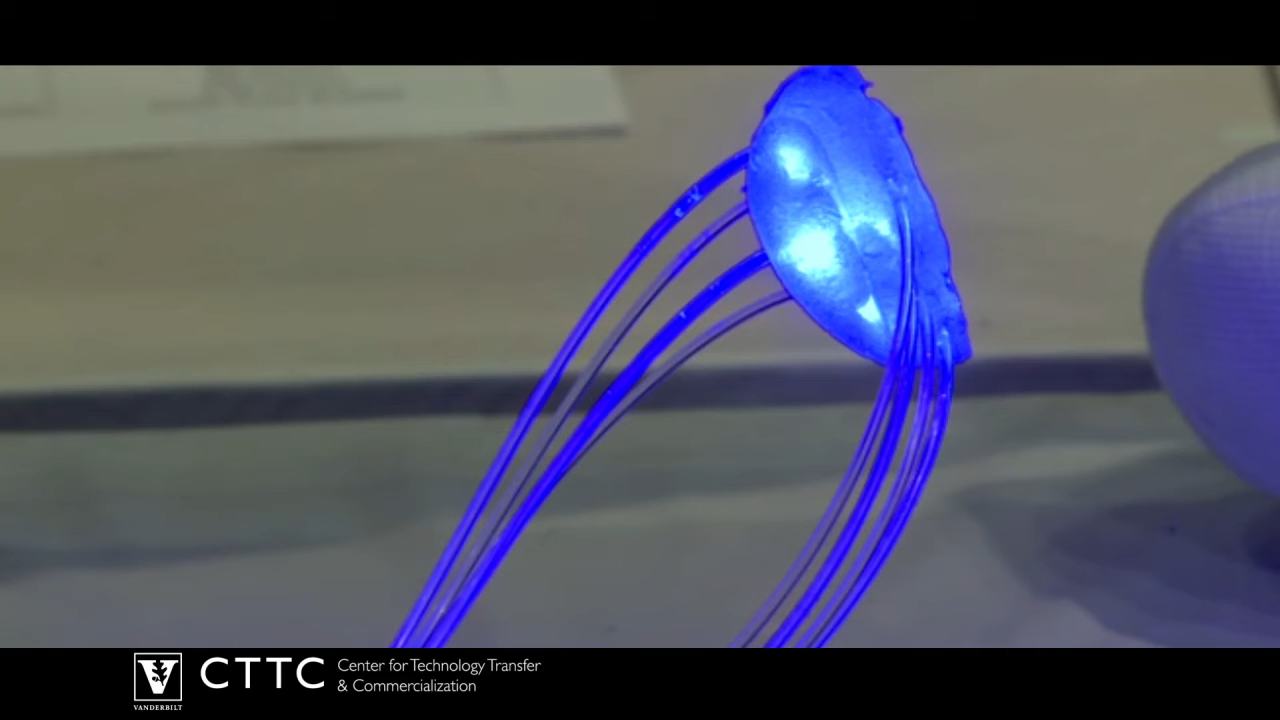 V
VANDERBILT
CTTC
Center for Technology Transfer
& Commercialization